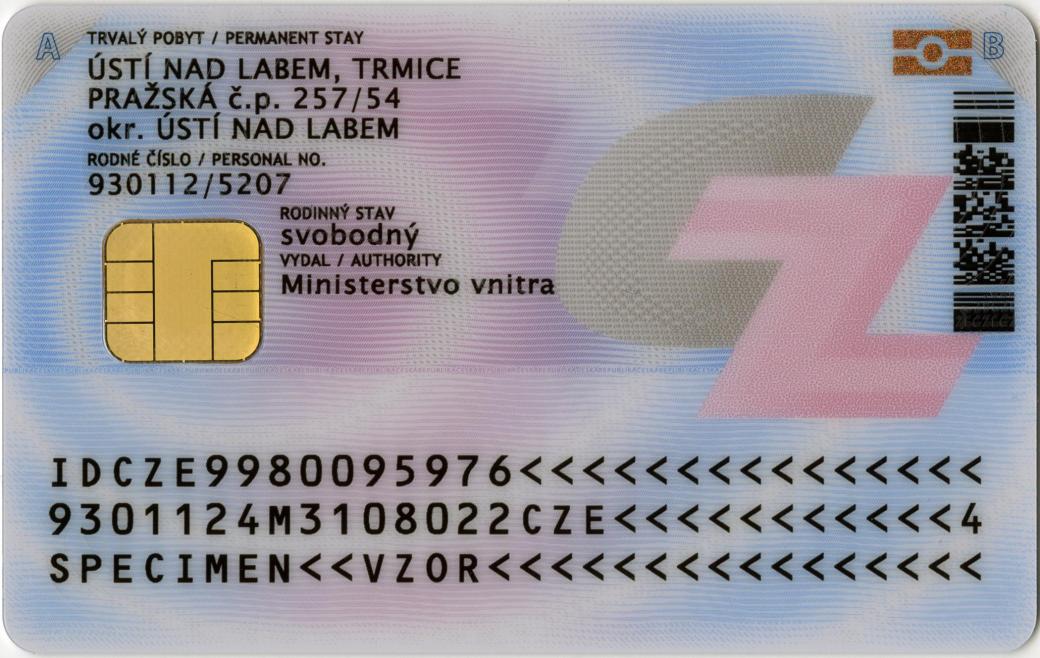 A
TRVALÝ POBYT / PERMANENT STAY
ÚSTÍ NAD LABEM, TRMICE
PRAŽSKÁ č.p. 257/54
okr. ÚSTÍ NAD LABEM
RODNÉ ČÍSLO / PERSONAL NO.
930112/5207
RODINNÝ STAV
svobodný
VYDAL / AUTHORITY
Ministerstvo vnitra
B
CZ
IDCZE9980095976<<<<<<<<<<<<<<<
9301124M3108022CZE<<<<<<<<<<<4
SPECIMEN<<VZOR<<<<<<<<<<<<<<<<